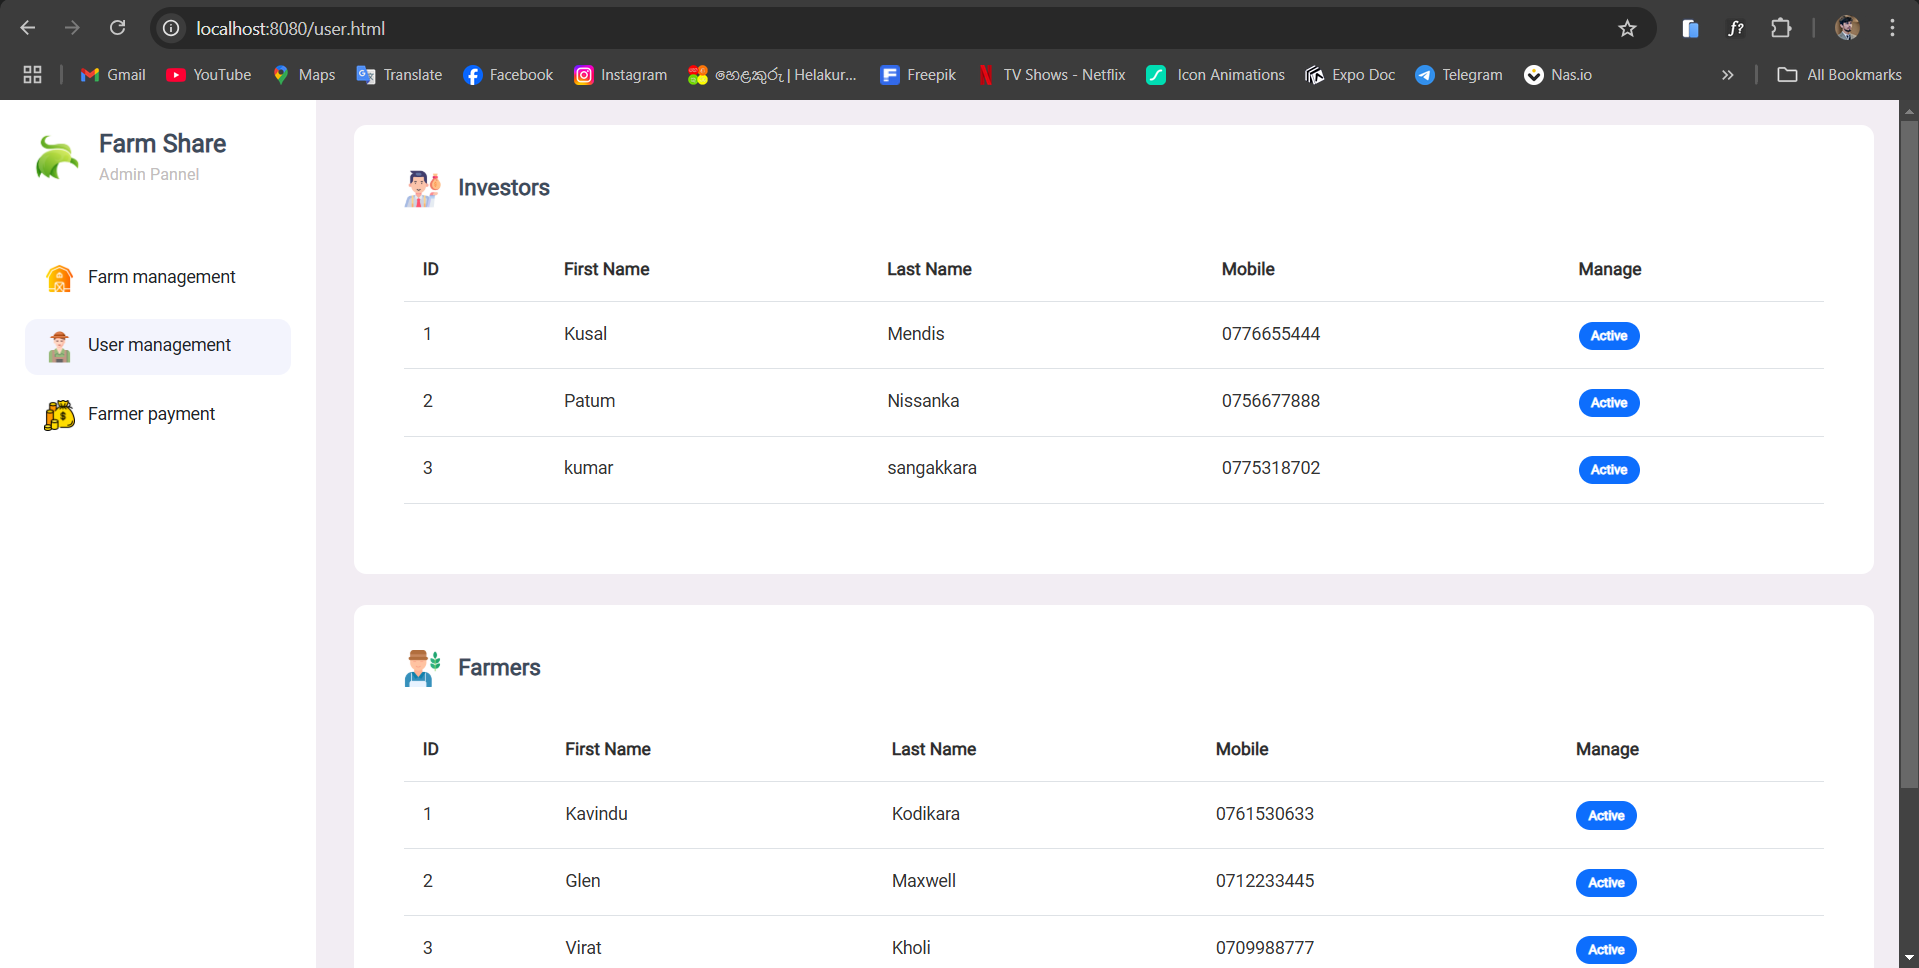 localhost:8080/user.html
f?
Gmail YouTube Maps Translate Facebook Instagram හෙළකුරු | Helakur... Freepik TV Shows - Netflix Icon Animations Expo Doc Telegram Nas.io » All Bookmarks
Farm Share
Admin Pannel
Farm management
User management
Farmer payment
Investors
ID First Name Last Name Mobile Manage
1 Kusal Mendis 0776655444 Active
2 Patum Nissanka 0756677888 Active
3 kumar sangakkara 0775318702 Active
Farmers
ID First Name Last Name Mobile Manage
1 Kavindu Kodikara 0761530633 Active
2 Glen Maxwell 0712233445 Active
3 Virat Kholi 0709988777 Active